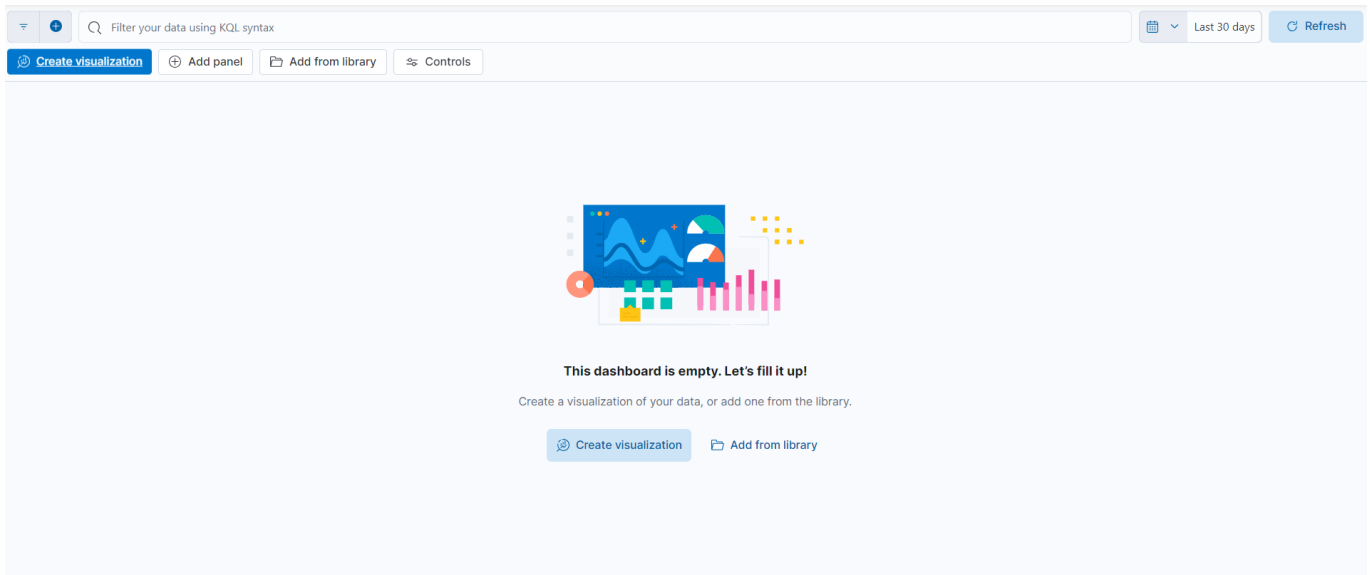 Filter your data using KQL syntax
Last 30 days
Refresh
Create visualization
Add panel
Add from library
Controls
This dashboard is empty. Let’s fill it up!
Create a visualization of your data, or add one from the library.
Create visualization
Add from library